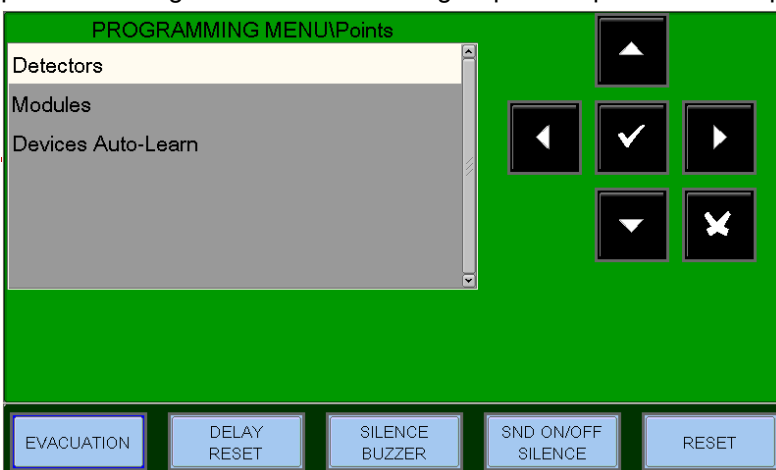 PROGRAMMING MENU\Points
Detectors
Modules
Devices Auto-Learn
EVACUATION
DELAY
RESET
SILENCE
BUZZER
SND ON/OFF
SILENCE
RESET